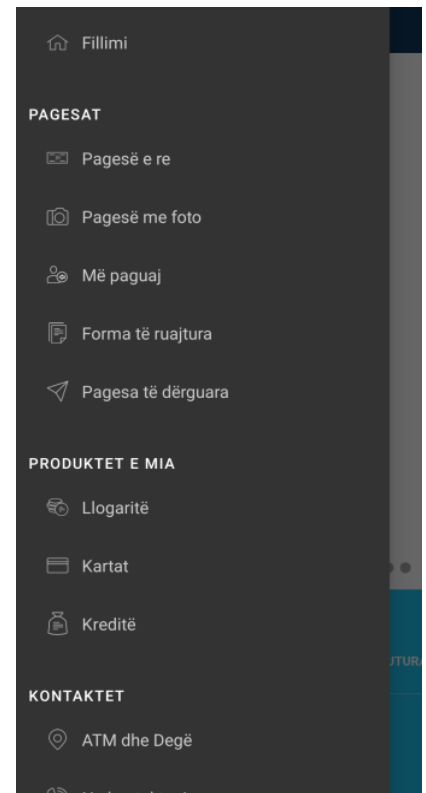 Fillimi
PAGESAT
Pagesë e re
Pagesë me foto
Më paguaj
Forma të ruajtura
Pagesa të dërguara
PRODUKTET E MIA
Llogaritë
Kartat
Kreditë
KONTAKTET
ATM dhe Degë